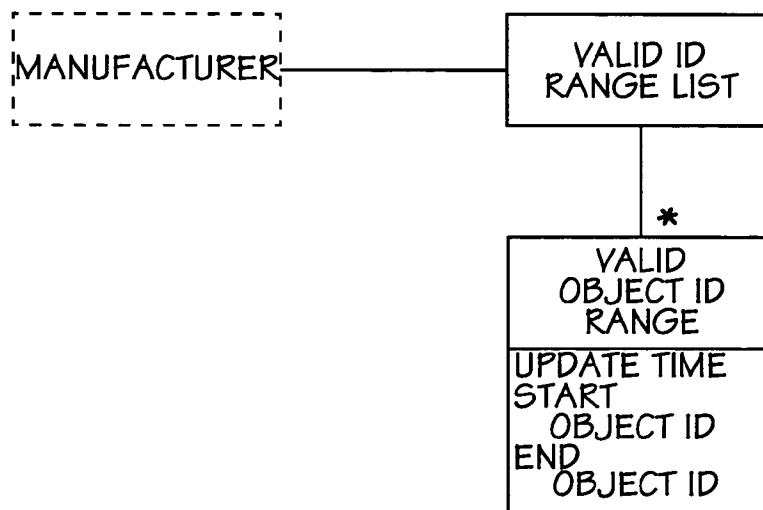 MANUFACTURER
VALID ID
RANGE LIST
*
VALID
OBJECT ID
RANGE
UPDATE TIME
START
OBJECT ID
END
OBJECT ID